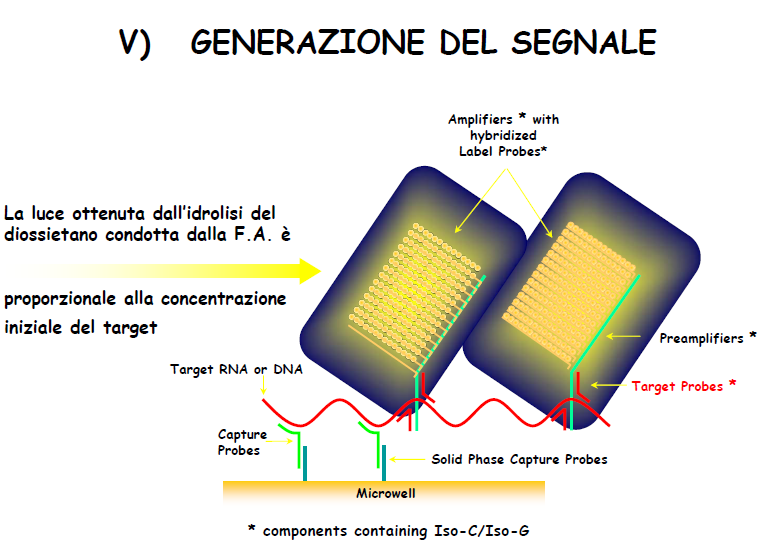 V) GENERAZIONE DEL SEGNALE
Amplifiers * with
hybridized
Label Probes*
La luce ottenuta dall'idrolisi del
diossietano condotta dalla F.A. è
proporzionale alla concentrazione
iniziale del target
Preamplifiers *
Target RNA or DNA
Target Probes *
Capture
Probes
Solid Phase Capture Probes
Microwell
* components containing Iso-C/Iso-G